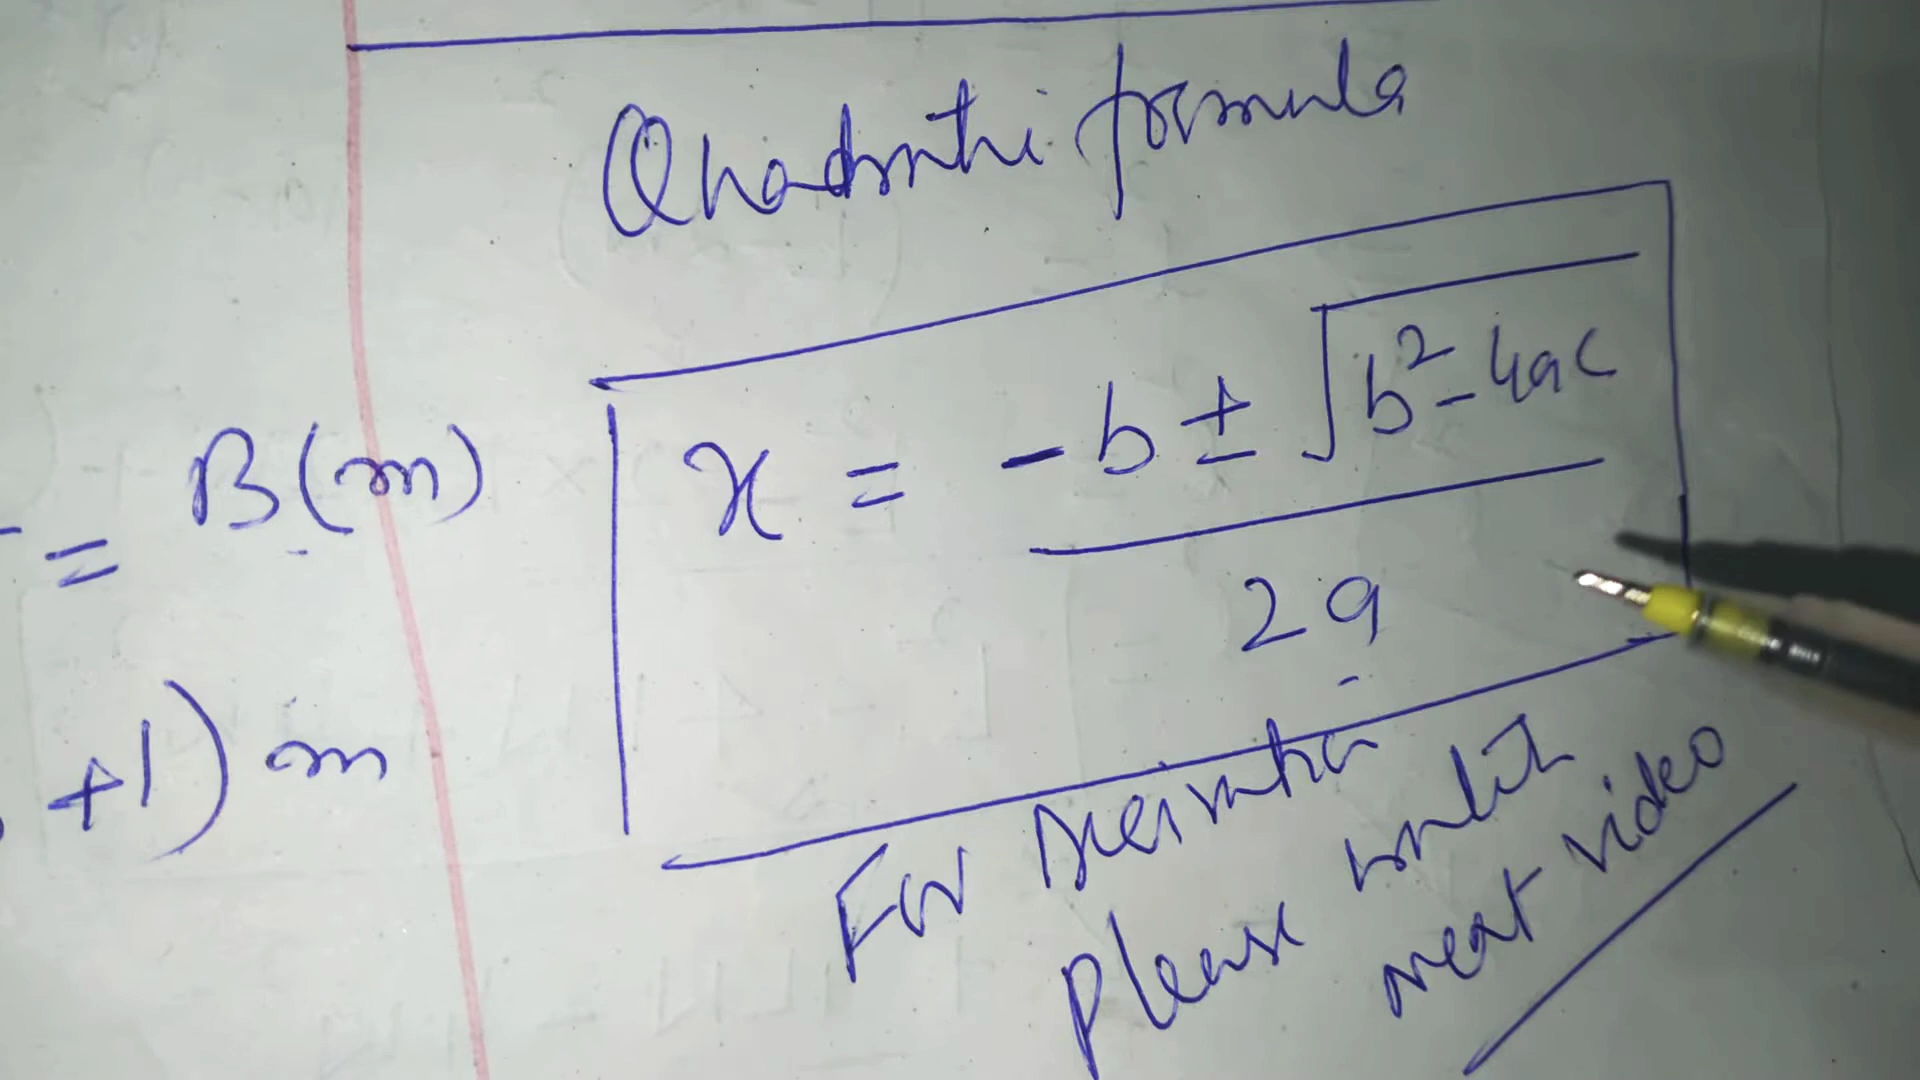 Quadratic formula
= B(m)
x = -b ± √b² - 4ac
2a
+1) m
For Derivation
please watch
next video